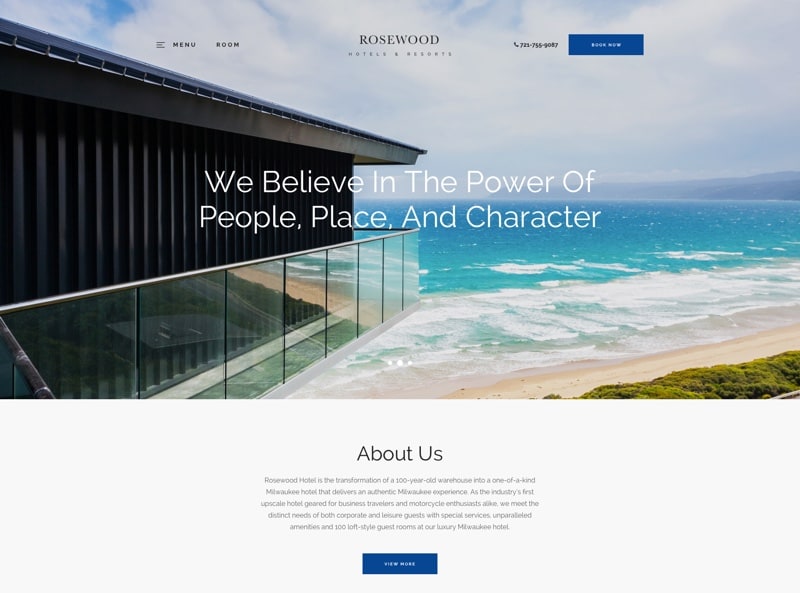 MENU
ROOM
ROSEWOOD
HOTELS & RESORTS
721-755-9087
BOOK NOW
We Believe In The Power Of
People, Place, And Character
About Us
Rosewood Hotel is the transformation of a 100-year-old warehouse into a one-of-a-kind
Milwaukee hotel that delivers an authentic Milwaukee experience. As the industry's first
upscale hotel geared for business travelers and motorcycle enthusiasts alike, we meet the
distinct needs of both corporate and leisure guests with special services, unparalleled
amenities and 100 loft-style guest rooms at our luxury Milwaukee hotel.
VIEW MORE